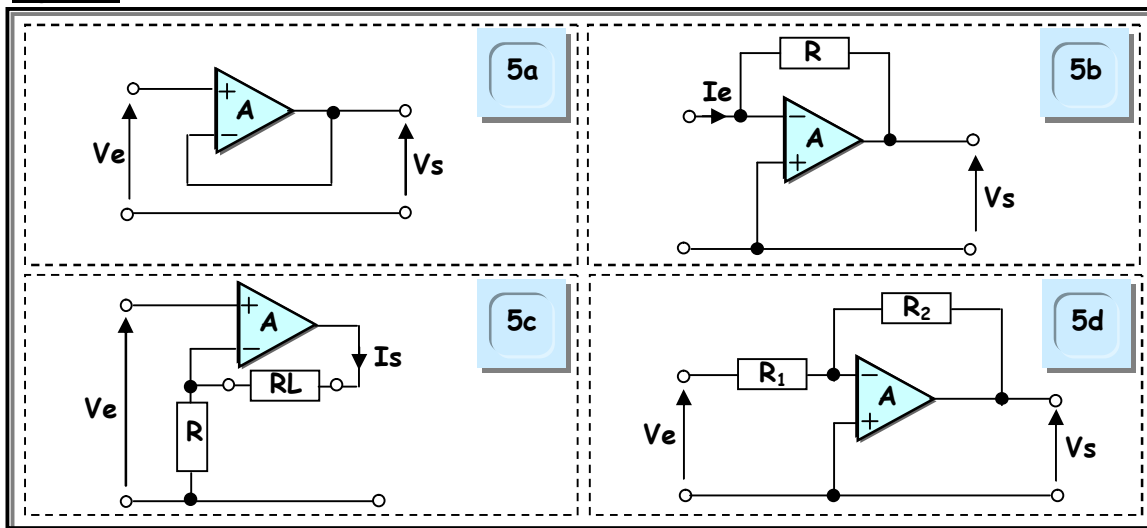 5a
+
A
−
Ve
Vs
5b
R
Ie
−
A
+
Vs
5c
+
A
−
Is
RL
Ve
R
5d
R₂
R₁
−
A
+
Ve
Vs